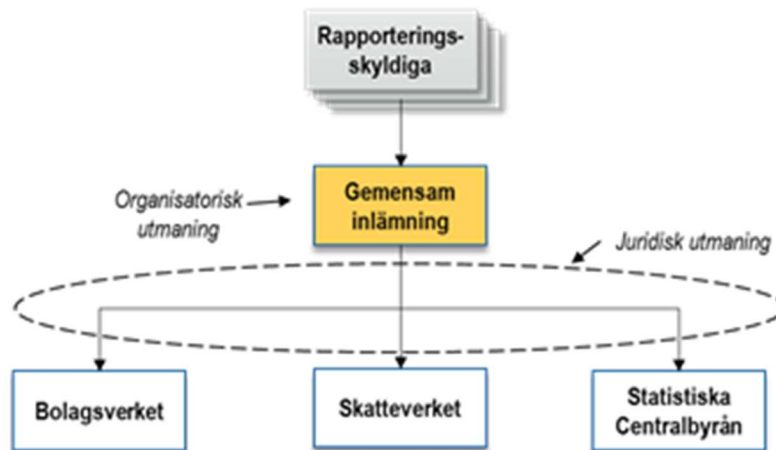 Rapporterings-
skyldiga
Organisatorisk
utmaning
Gemensam
inlämning
Juridisk utmaning
Bolagsverket
Skatteverket
Statistiska
Centralbyrån